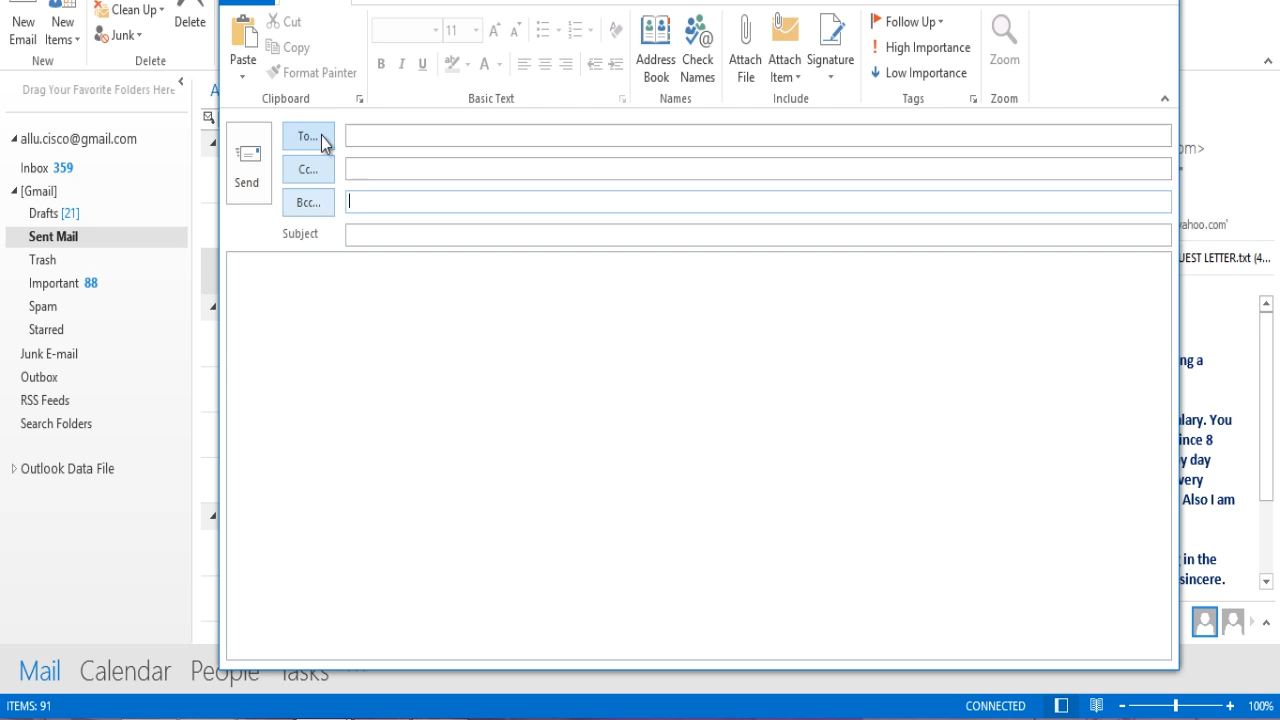 New
Email
New
Items
New
Clean Up
Junk
Delete
Delete
Paste
Cut
Copy
Format Painter
Clipboard
11
B I U
Basic Text
Address
Book
Check
Names
Names
Attach
File
Attach
Item
Signature
Include
Follow Up
High Importance
Low Importance
Tags
Zoom
Zoom
Drag Your Favorite Folders Here
allu.cisco@gmail.com
Inbox 359
[Gmail]
Drafts [21]
Sent Mail
Trash
Important 88
Spam
Starred
Junk E-mail
Outbox
RSS Feeds
Search Folders
Outlook Data File
A
Send
To...
Cc...
Bcc...
Subject
om>
yahoo.com'
UEST LETTER.txt (4...
ng a
lary. You
ince 8
y day
very
Also I am
in the
sincere.
Mail Calendar People Tasks
ITEMS: 91
CONNECTED
100%